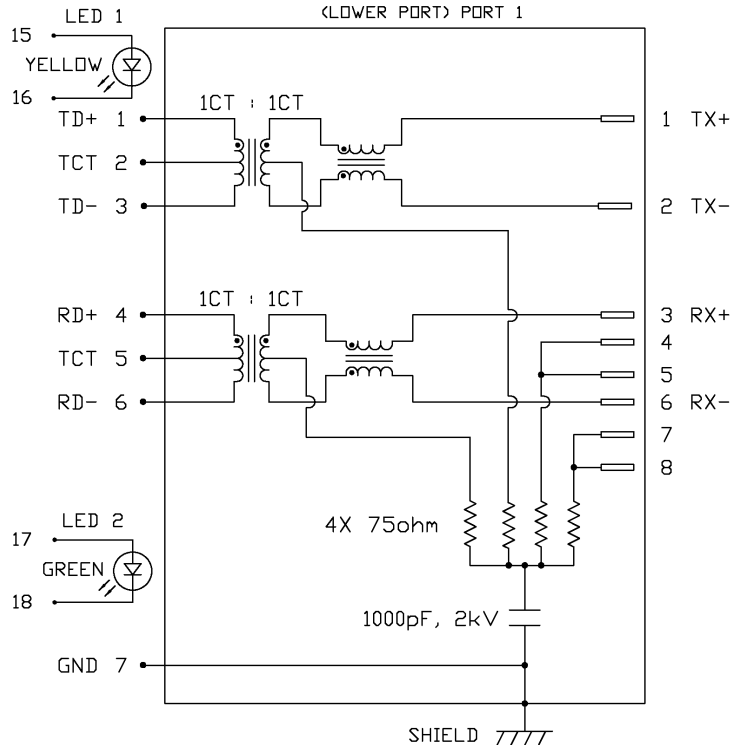 (LOWER PORT) PORT 1
LED 1
15
YELLOW
16
1CT : 1CT
TD+ 1
1 TX+
TCT 2
TD- 3
2 TX-
1CT : 1CT
RD+ 4
3 RX+
4
TCT 5
5
RD- 6
6 RX-
7
8
LED 2
17
4X 75ohm
GREEN
18
1000pF, 2kV
GND 7
SHIELD